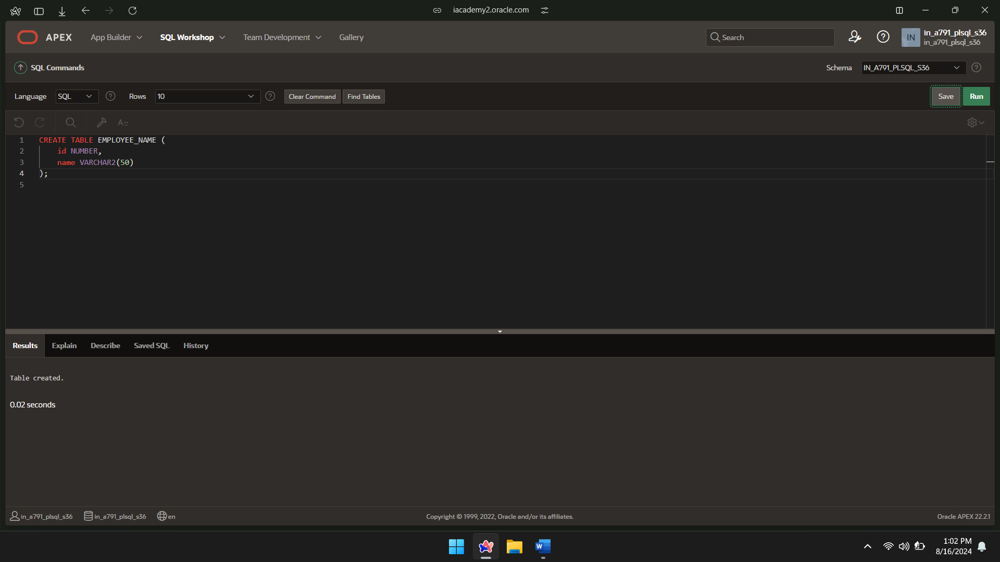 iacademy2.oracle.com
APEX
App Builder
SQL Workshop
Team Development
Gallery
Search
IN
in_a791_plsql_s36
in_a791_plsql_s36
SQL Commands
Schema
IN_A791_PLSQL_S36
Language
SQL
Rows
10
Clear Command
Find Tables
Save
Run
1 CREATE TABLE EMPLOYEE_NAME (
2 id NUMBER,
3 name VARCHAR2(50)
4 );
5
Results
Explain
Describe
Saved SQL
History
Table created.
0.02 seconds
in_a791_plsql_s36
in_a791_plsql_s36
en
Copyright © 1999, 2022, Oracle and/or its affiliates.
Oracle APEX 22.2.1
1:02 PM
8/16/2024